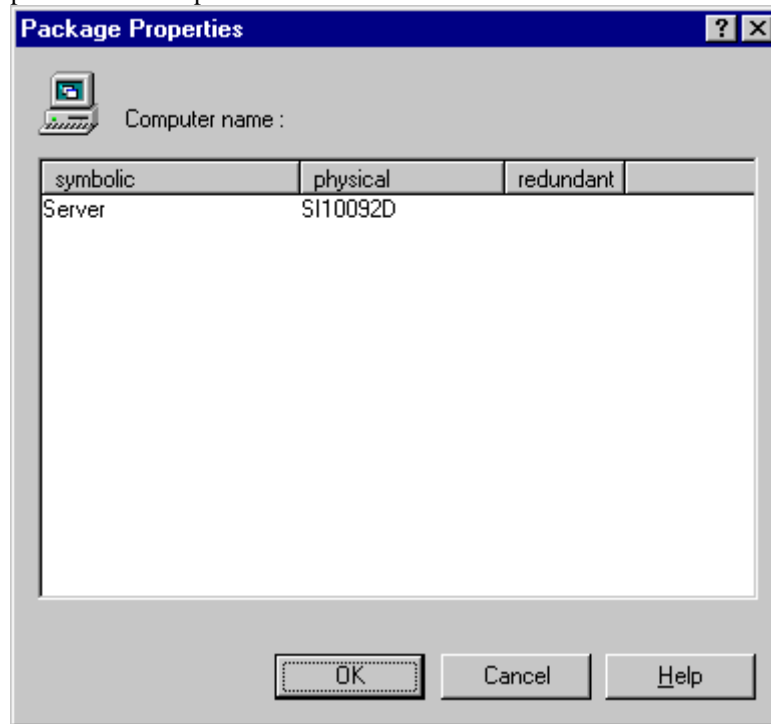 Package Properties ? X
Computer name :
symbolic physical redundant
Server SI10092D
OK Cancel Help